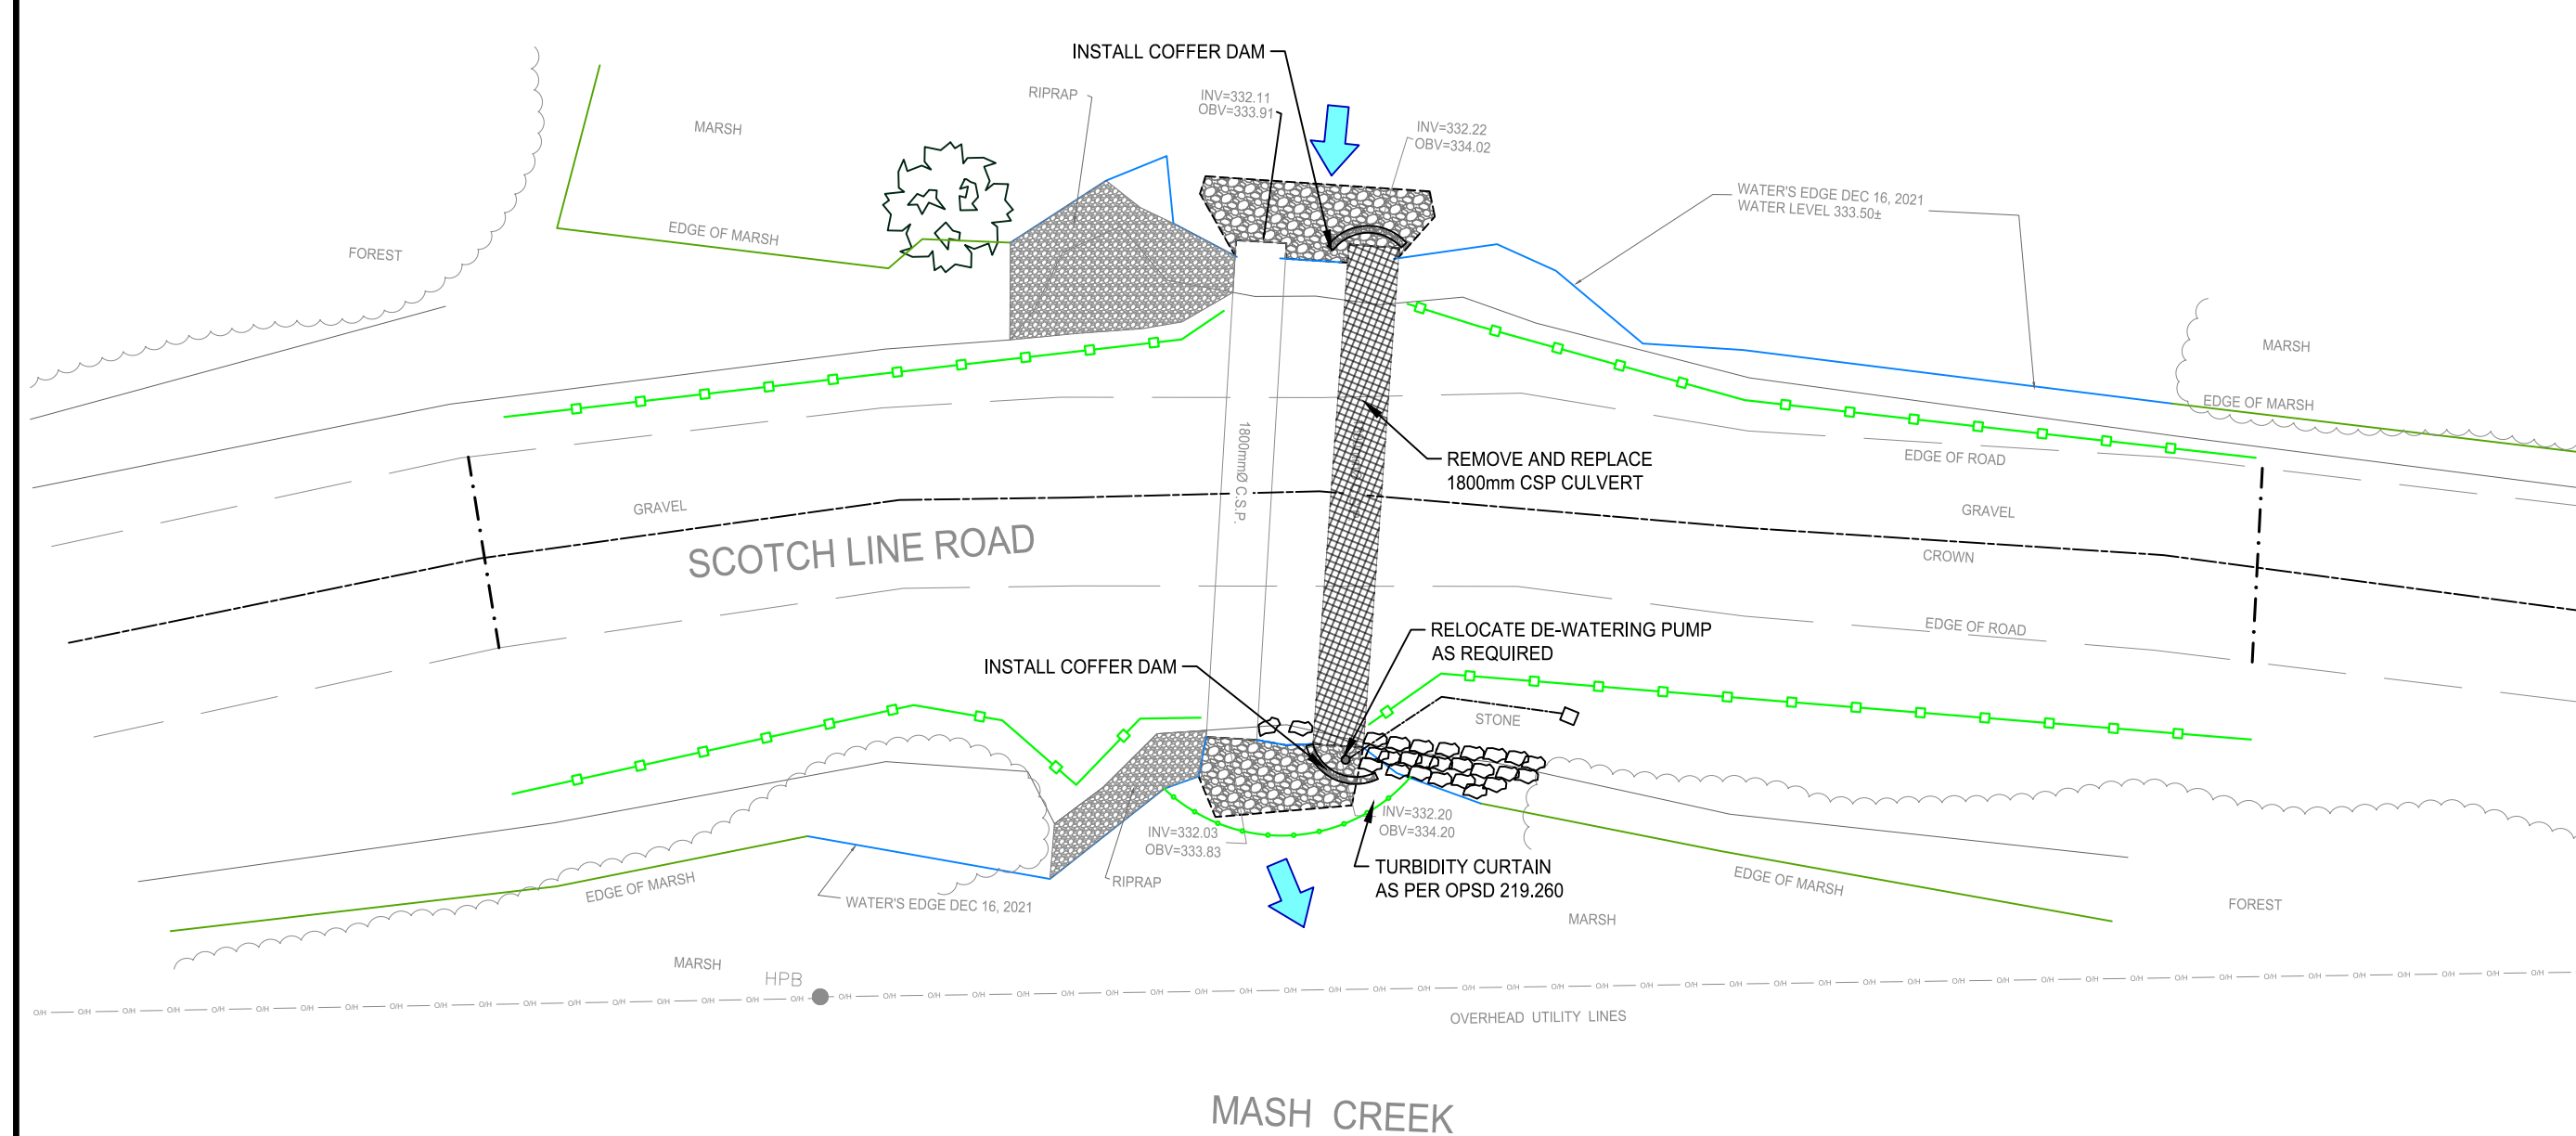 INSTALL COFFER DAM
RIPRAP
INV=332.11
OBV=333.91
INV=332.22
OBV=334.02
MARSH
WATER'S EDGE DEC 16, 2021
WATER LEVEL 333.50±
EDGE OF MARSH
FOREST
MARSH
EDGE OF MARSH
1800mmØ C.S.P.
REMOVE AND REPLACE
1800mm CSP CULVERT
EDGE OF ROAD
GRAVEL
GRAVEL
SCOTCH LINE ROAD
CROWN
RELOCATE DE-WATERING PUMP
AS REQUIRED
EDGE OF ROAD
INSTALL COFFER DAM
STONE
INV=332.03
OBV=333.83
INV=332.20
OBV=334.20
RIPRAP
TURBIDITY CURTAIN
AS PER OPSD 219.260
EDGE OF MARSH
EDGE OF MARSH
WATER'S EDGE DEC 16, 2021
MARSH
FOREST
MARSH
HPB
O/H O/H O/H O/H O/H O/H O/H O/H O/H O/H O/H O/H O/H O/H O/H O/H O/H O/H O/H O/H O/H O/H O/H O/H O/H O/H O/H O/H O/H O/H O/H O/H O/H O/H O/H O/H O/H O/H O/H O/H O/H O/H O/H O/H O/H O/H O/H O/H O/H O/H O/H O/H O/H O/H O/H O/H O/H
OVERHEAD UTILITY LINES
MASH CREEK